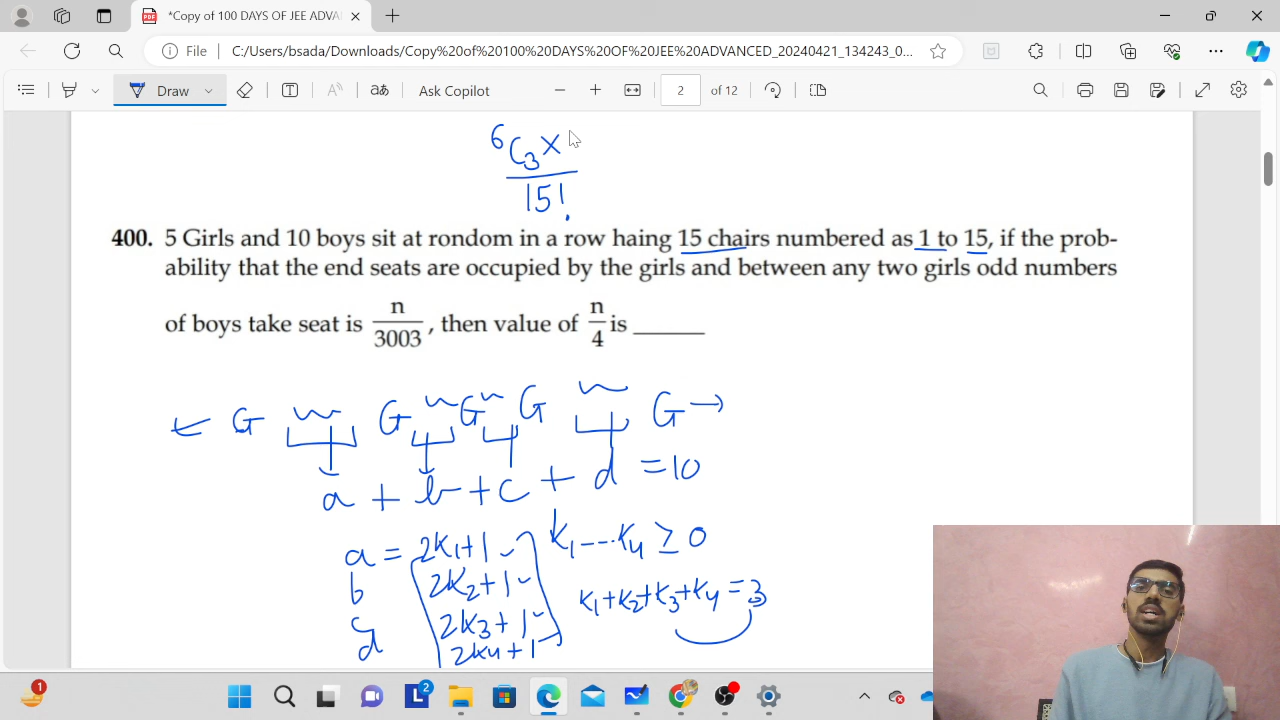 *Copy of 100 DAYS OF JEE ADVA
File C:/Users/bsada/Downloads/Copy%20of%20100%20DAYS%20OF%20JEE%20ADVANCED_20240421_134243_0...
Draw Ask Copilot 2 of 12
⁶C₃ ×
15!
400. 5 Girls and 10 boys sit at rondom in a row haing 15 chairs numbered as 1 to 15, if the prob-
ability that the end seats are occupied by the girls and between any two girls odd numbers
of boys take seat is n/3003, then value of n/4 is ______
← G G G G G →
a + b + c + d = 10
a = 2k₁+1 k₁ --- k₄ ≥ 0
b 2k₂+1
k₁+k₂+k₃+k₄ = 3
c 2k₃+1
d 2k₄+1
1
2